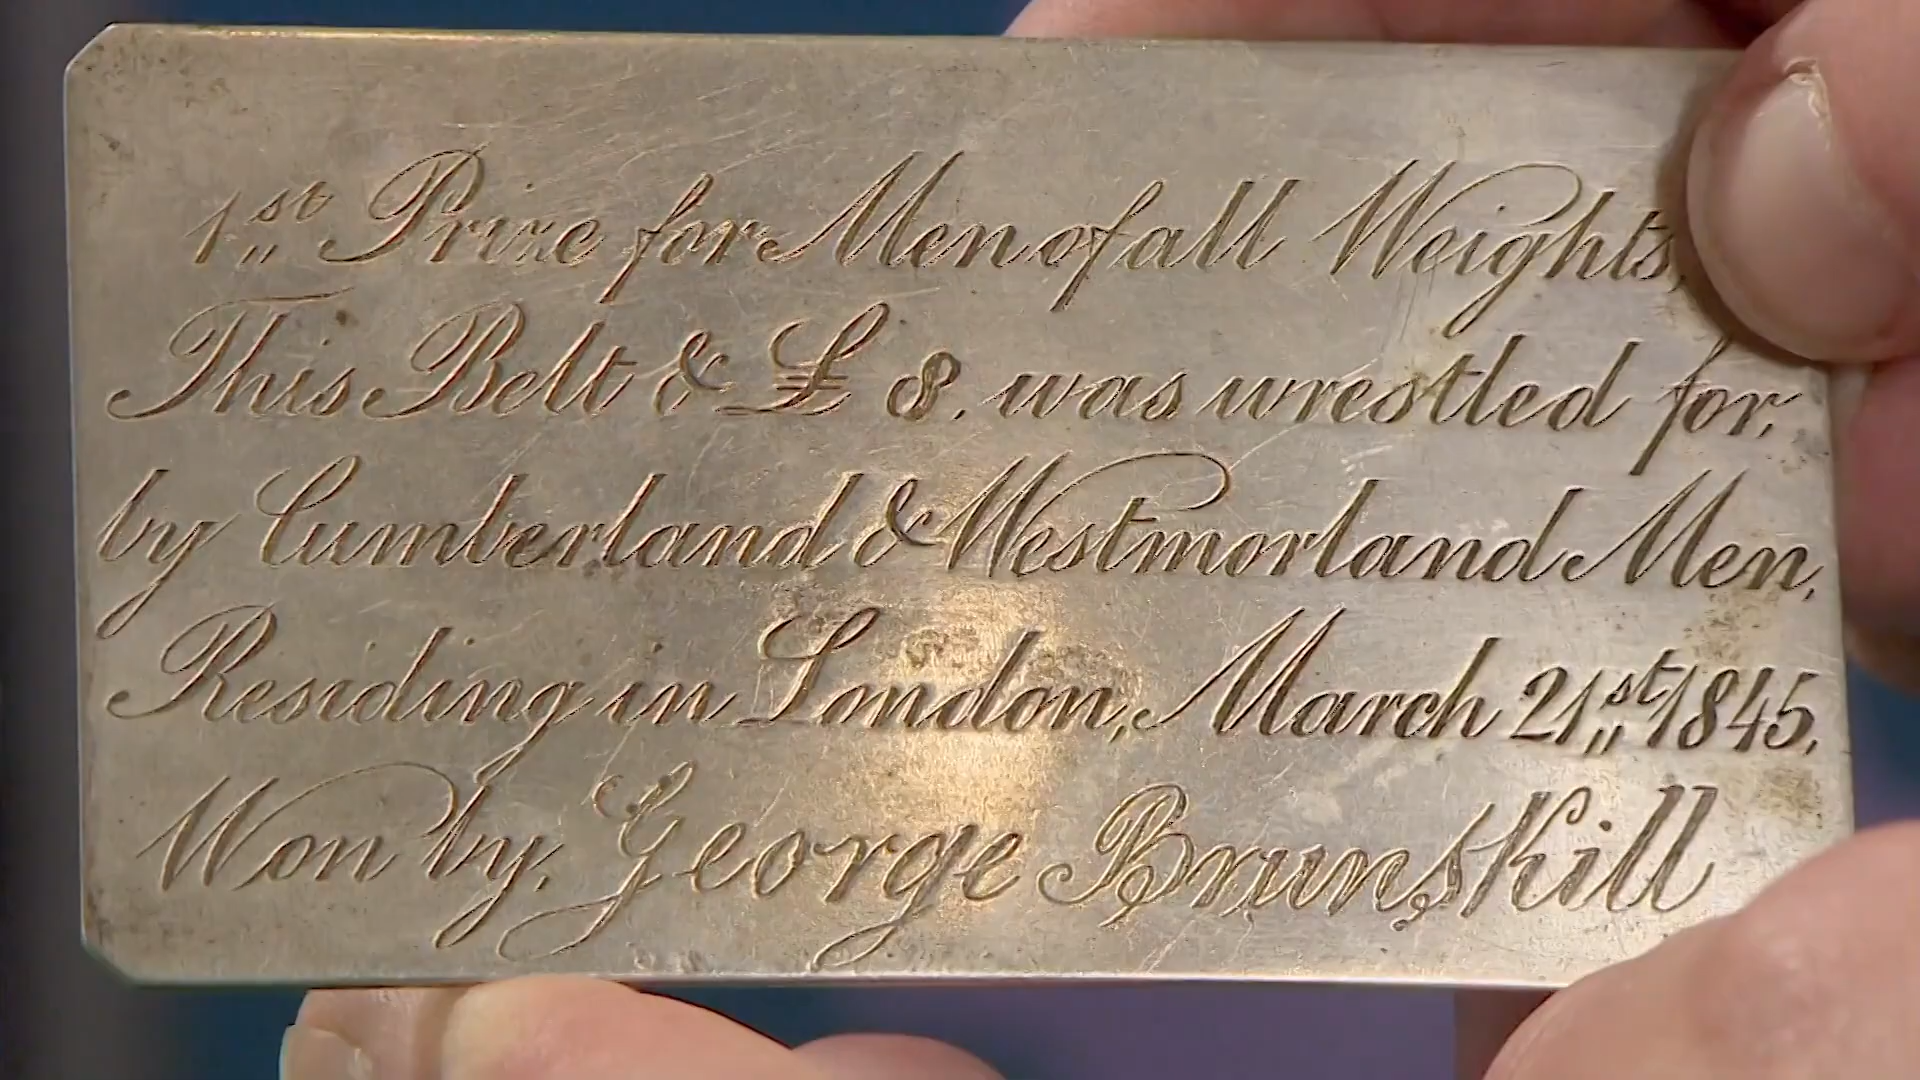 1st Prize for Men of all Weights,
This Belt & £ 8. was wrestled for,
by Cumberland & Westmorland Men,
Residing in London, March 21st 1845,
Won by, George Brunskill